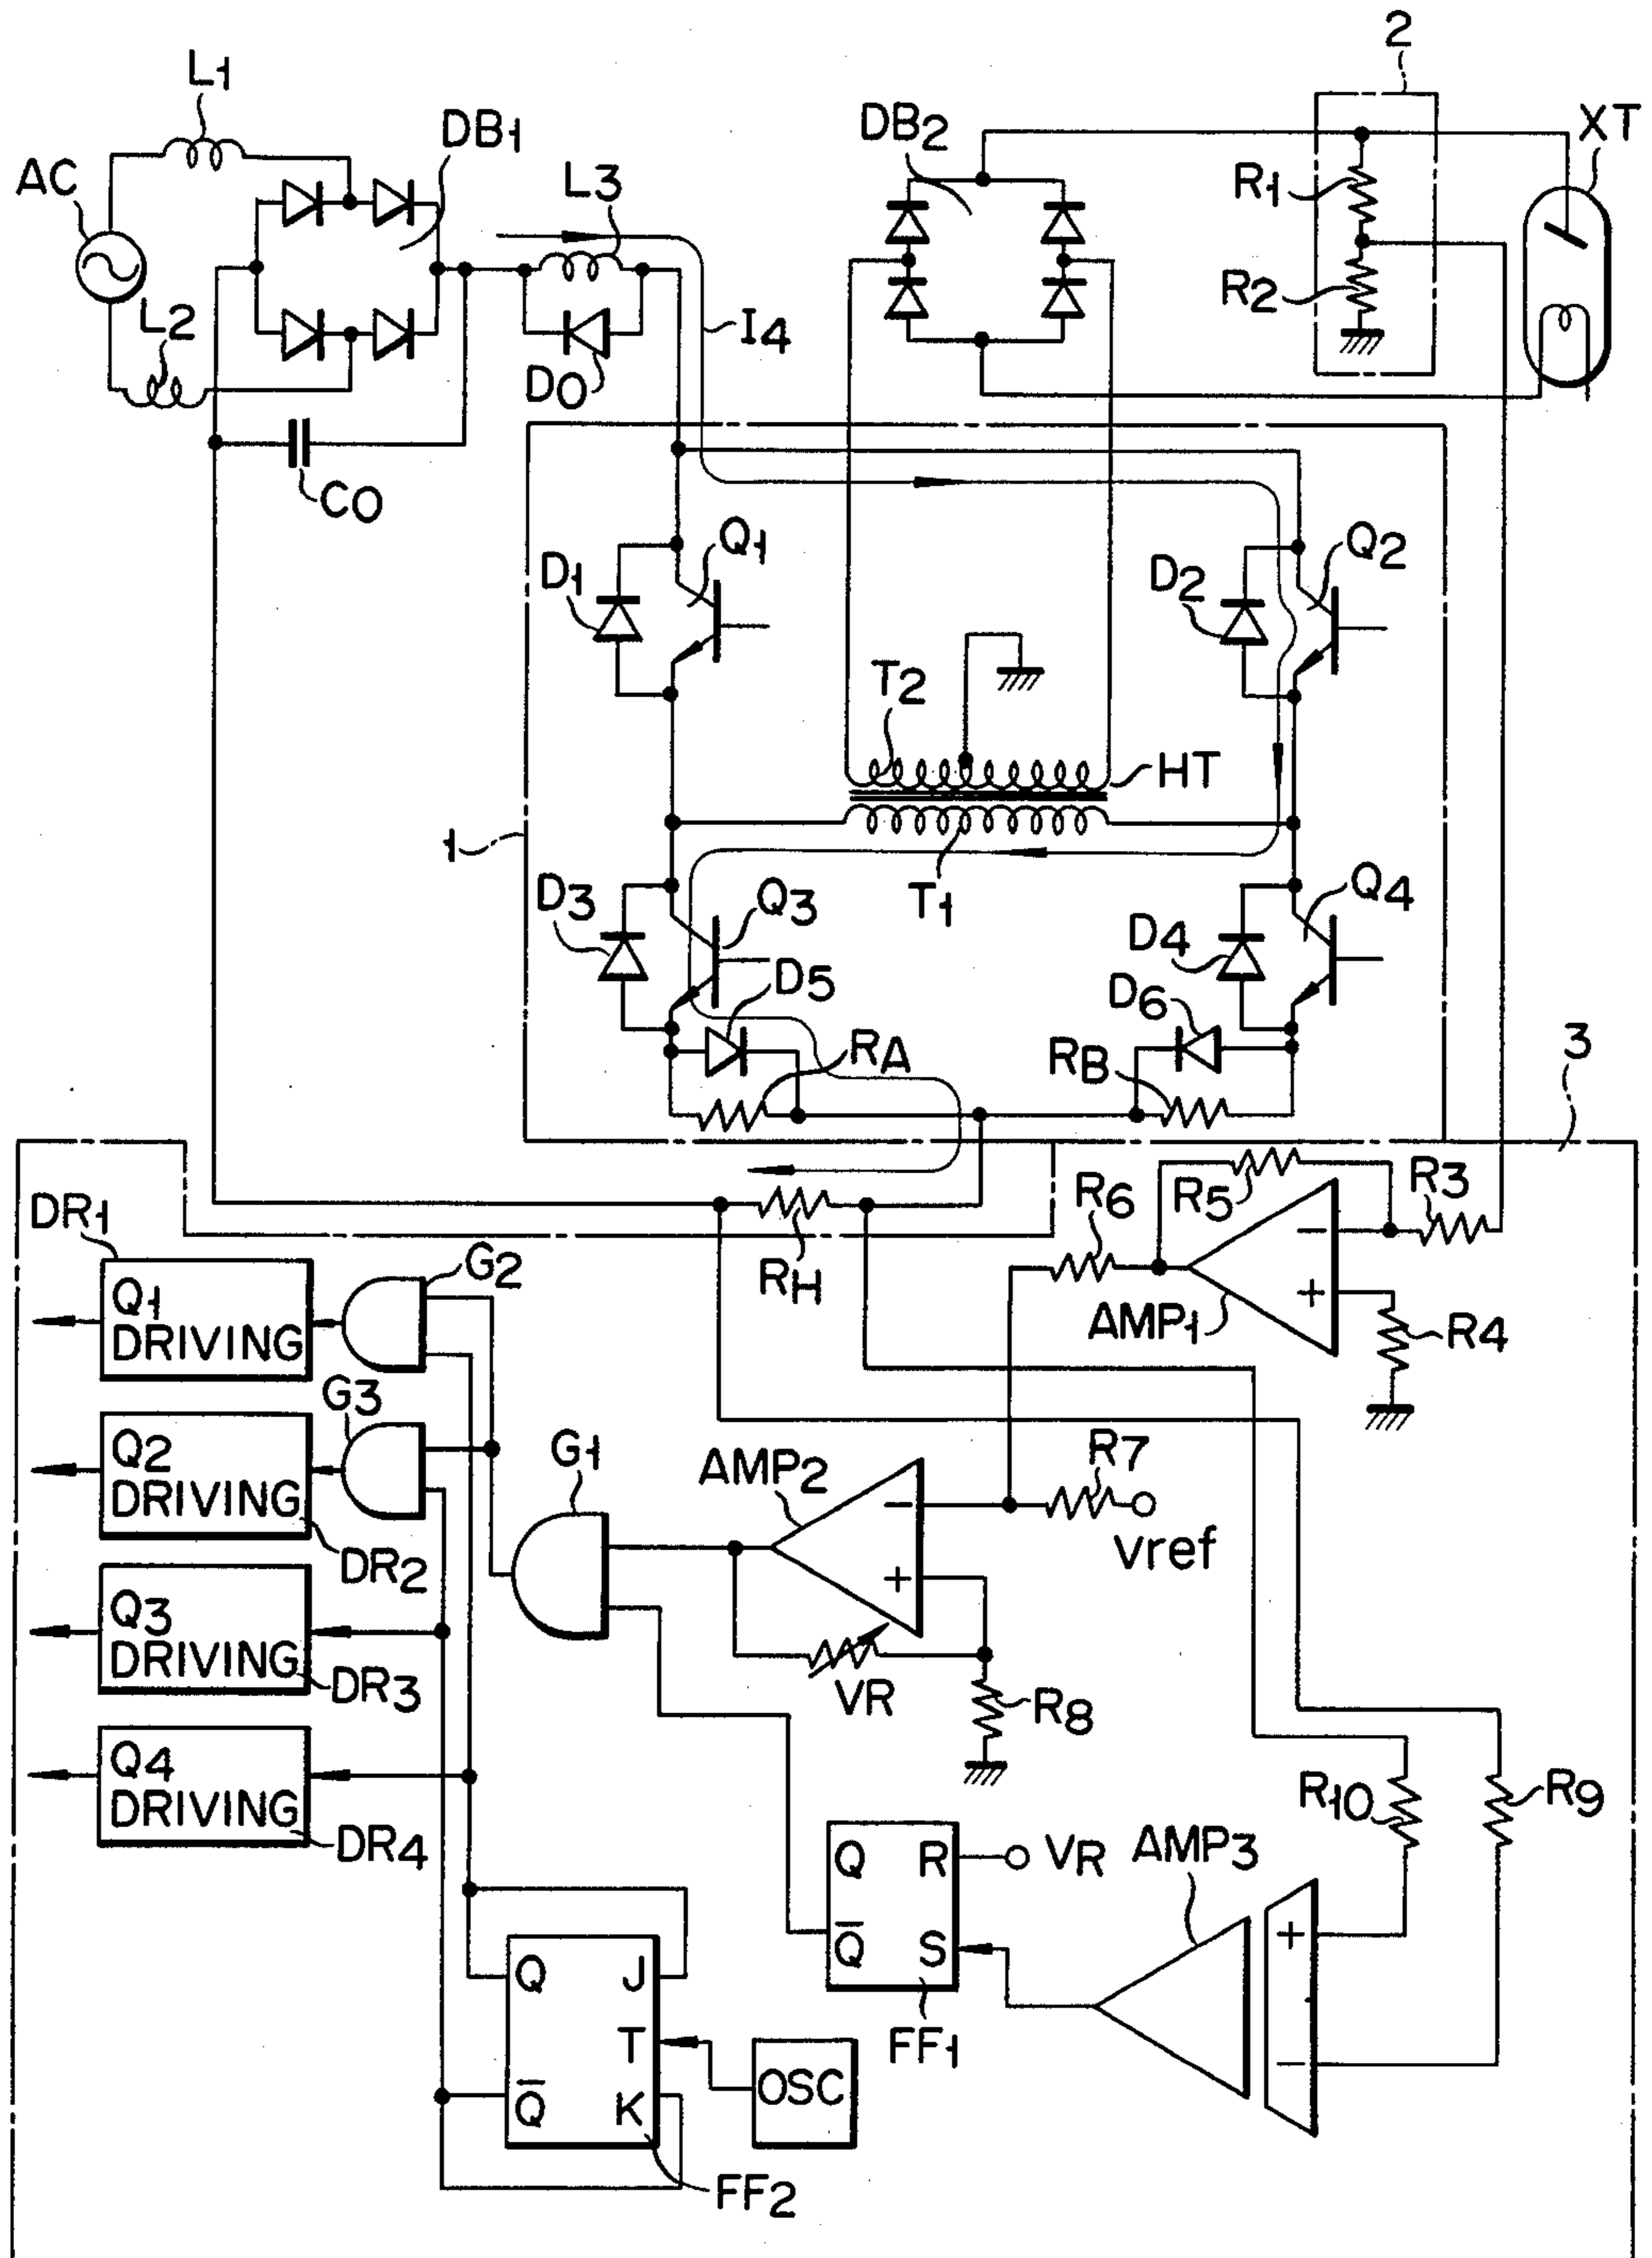 2
L1
XT
DB1
DB2
AC
L3
R1
R2
L2
I4
D0
C0
Q1
Q2
D1
D2
T2
HT
1
T1
D3
Q3
Q4
D4
D5
D6
RA
RB
3
R5
R3
R6
DR1
G2
RH
AMP1
R4
Q1
DRIVING
G3
Q2
DRIVING
G1
AMP2
R7
Vref
DR2
Q3
DRIVING
DR3
VR
R8
Q4
DRIVING
DR4
R10
R9
Q R
VR
AMP3
Q̅ S
FF1
Q J
T
OSC
Q̅ K
FF2
− +
− +
+ −